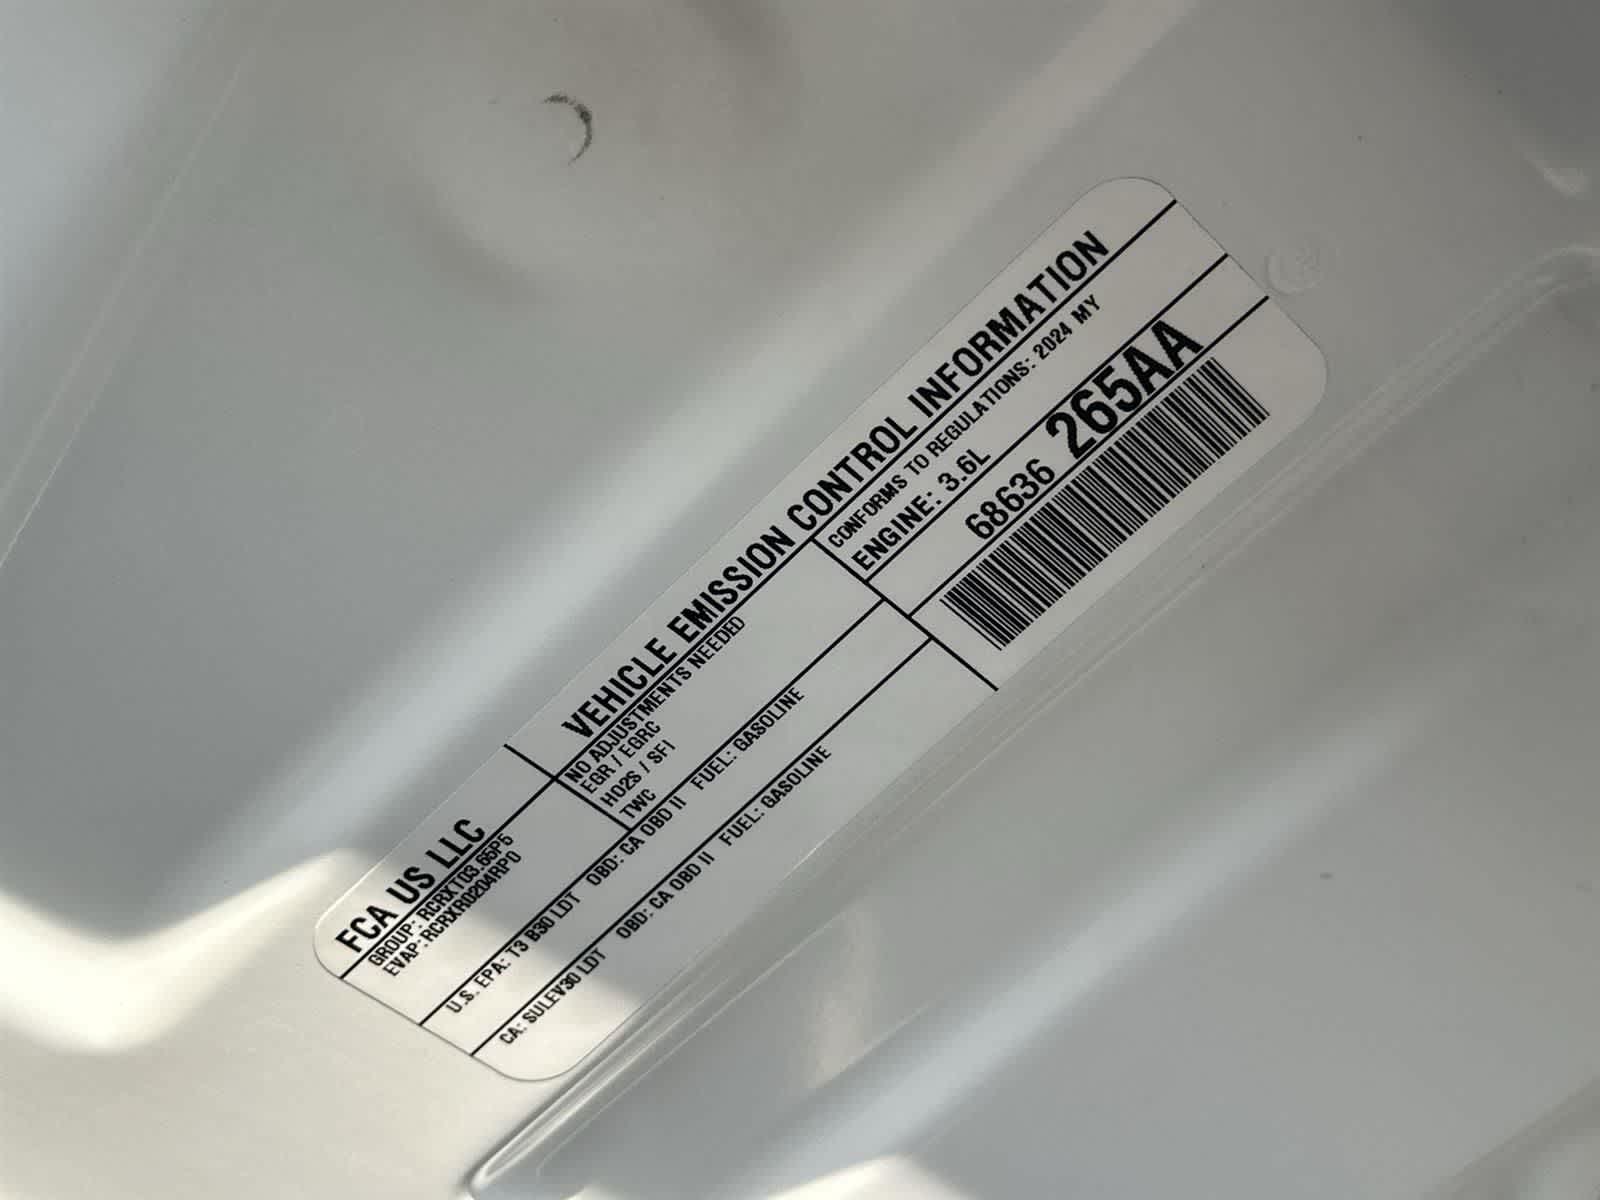 FCA US LLC
GROUP: RCRXT03.65P5
EVAP: RCRXR0204RP0
VEHICLE EMISSION CONTROL INFORMATION
NO ADJUSTMENTS NEEDED
EGR / EGRC
HO2S / SFI
TWC
CONFORMS TO REGULATIONS: 2024 MY
ENGINE: 3.6L
68636 265AA
U.S. EPA: T3 B30 LDT OBD: CA OBD II FUEL: GASOLINE
CA: SULEV30 LDT OBD: CA OBD II FUEL: GASOLINE